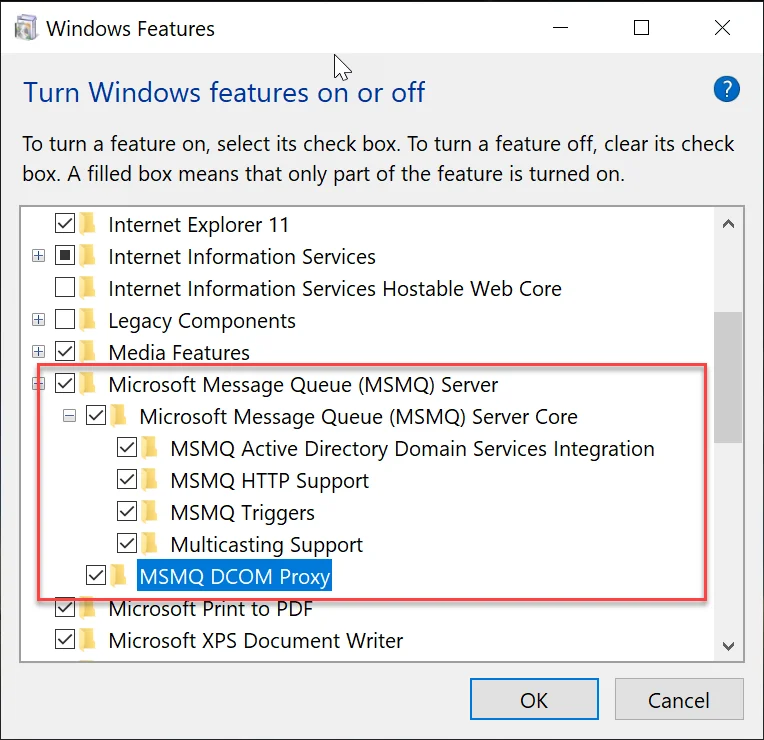 Windows Features
Turn Windows features on or off
?
To turn a feature on, select its check box. To turn a feature off, clear its check
box. A filled box means that only part of the feature is turned on.
Internet Explorer 11
Internet Information Services
Internet Information Services Hostable Web Core
Legacy Components
Media Features
Microsoft Message Queue (MSMQ) Server
Microsoft Message Queue (MSMQ) Server Core
MSMQ Active Directory Domain Services Integration
MSMQ HTTP Support
MSMQ Triggers
Multicasting Support
MSMQ DCOM Proxy
Microsoft Print to PDF
Microsoft XPS Document Writer
OK
Cancel